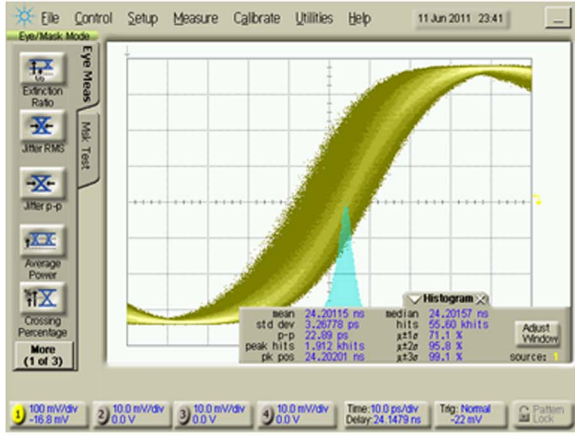 File Control Setup Measure Calibrate Utilities Help 11 Jun 2011 23:41
Eye/Mask Mode
Eye Meas
Msk Test
Extinction
Ratio
Jitter RMS
Jitter p-p
Average
Power
Crossing
Percentage
More
(1 of 3)
Histogram
mean 24.20115 ns median 24.20157 ns
std dev 3.26778 ps hits 55.60 khits
p-p 22.89 ps µ±1σ 71.1 %
peak hits 1.912 khits µ±2σ 95.8 %
pk pos 24.20201 ns µ±3σ 99.1 %
Adjust
Window
source: 1
1 100 mV/div 2 10.0 mV/div 3 10.0 mV/div 4 10.0 mV/div Time:10.0 ps/div Trig: Normal Pattern
-16.8 mV 0.0 V 0.0 V 0.0 V Delay:24.1479 ns -22 mV Lock